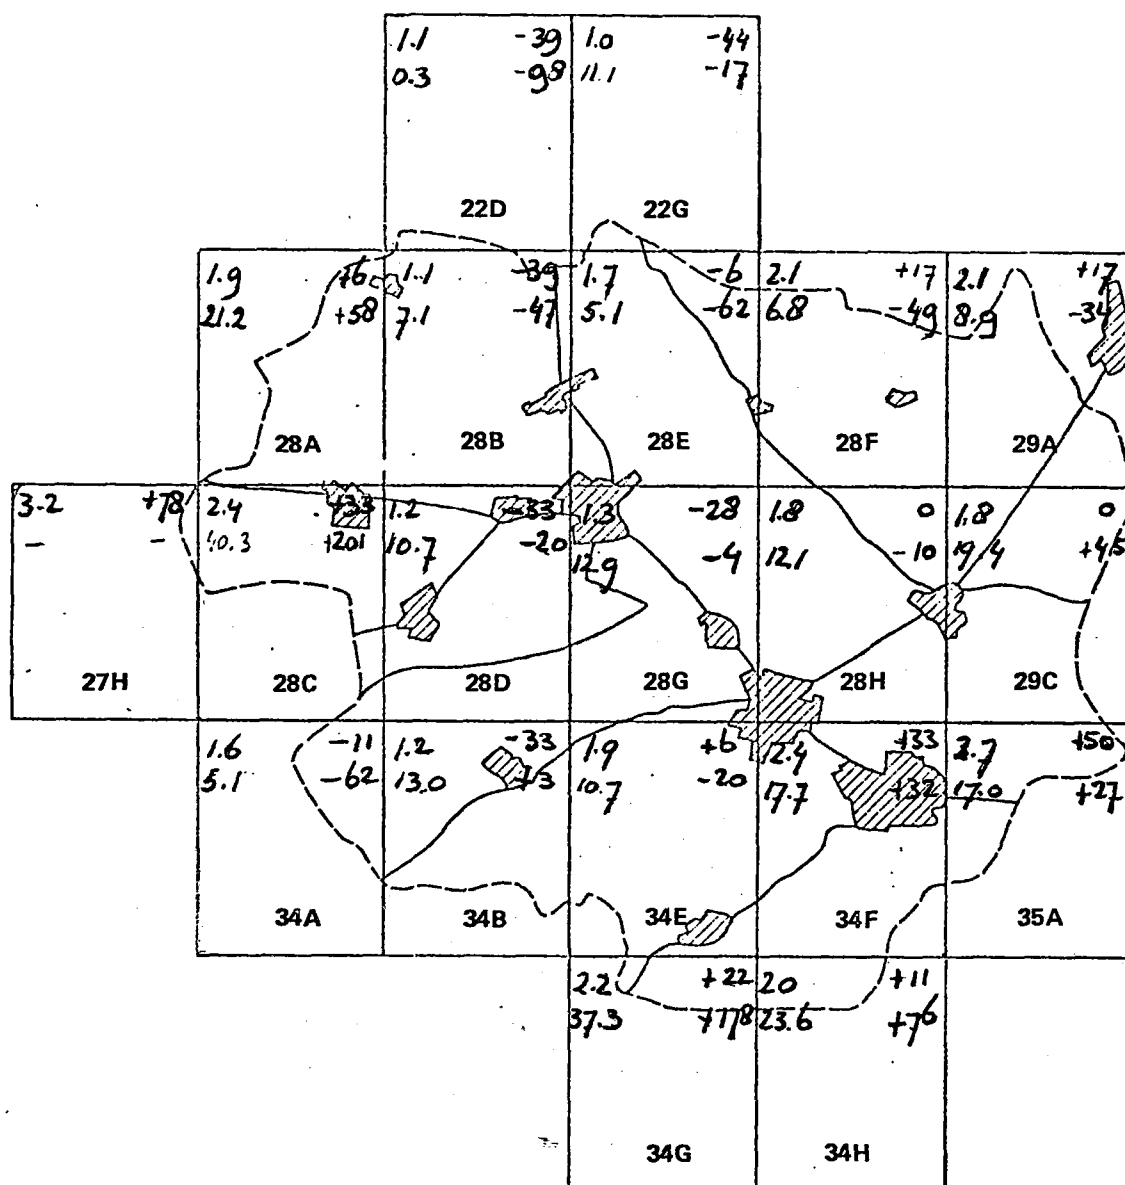 1.1 -39 1.0 -44
0.3 -98 11.1 -17
22D 22G
1.9 +6 1.1 -39 1.7 -6 2.1 +17 2.1 +17
21.2 +58 7.1 -47 5.1 -62 6.8 -49 8.9 -34
28A 28B 28E 28F 29A
3.2 +78 2.4 +33 1.2 -33 1.3 -28 1.8 0 1.8 0
- - 40.3 +201 10.7 -20 12.9 -4 12.1 -10 19.4 +45
27H 28C 28D 28G 28H 29C
1.6 -11 1.2 -33 1.9 +6 2.4 +33 2.7 +50
5.1 -62 13.0 +3 10.7 -20 17.7 +32 17.0 +27
34A 34B 34E 34F 35A
2.2 +22 20 +11
37.3 +178 23.6 +76
34G 34H